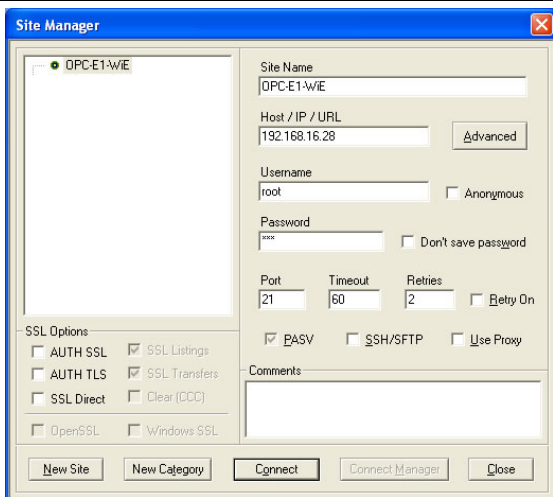 Site Manager
OPC-E1-WiE
Site Name
OPC-E1-WiE
Host / IP / URL
192.168.16.28
Advanced
Username
root
Anonymous
Password
***
Don't save password
Port Timeout Retries
21 60 2 Retry On
PASV SSH/SFTP Use Proxy
SSL Options
AUTH SSL SSL Listings
AUTH TLS SSL Transfers
SSL Direct Clear (CCC)
OpenSSL Windows SSL
Comments
New Site New Category Connect Connect Manager Close